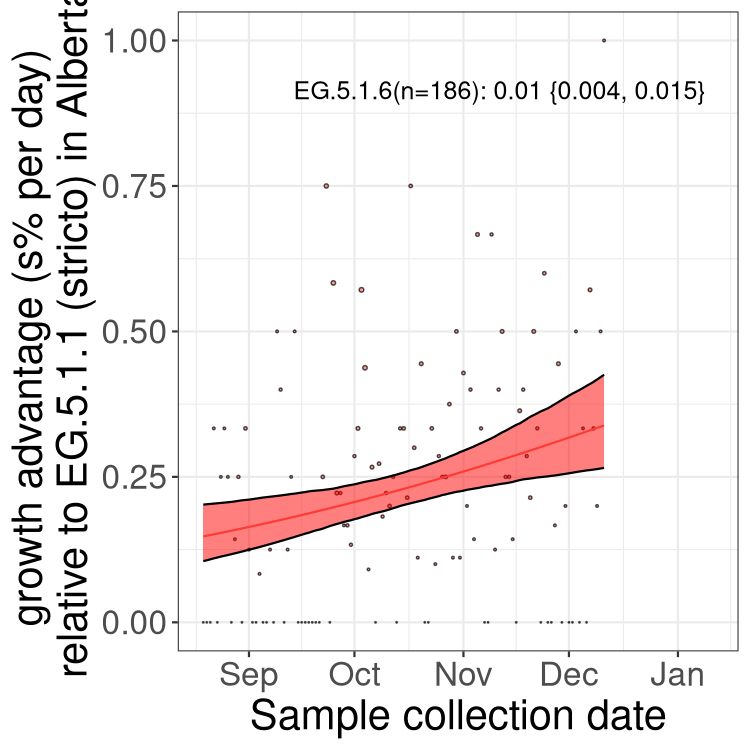 growth advantage (s% per day)
relative to EG.5.1.1 (stricto) in Alberta
1.00
0.75
0.50
0.25
0.00
EG.5.1.6(n=186): 0.01 {0.004, 0.015}
Sep Oct Nov Dec Jan
Sample collection date